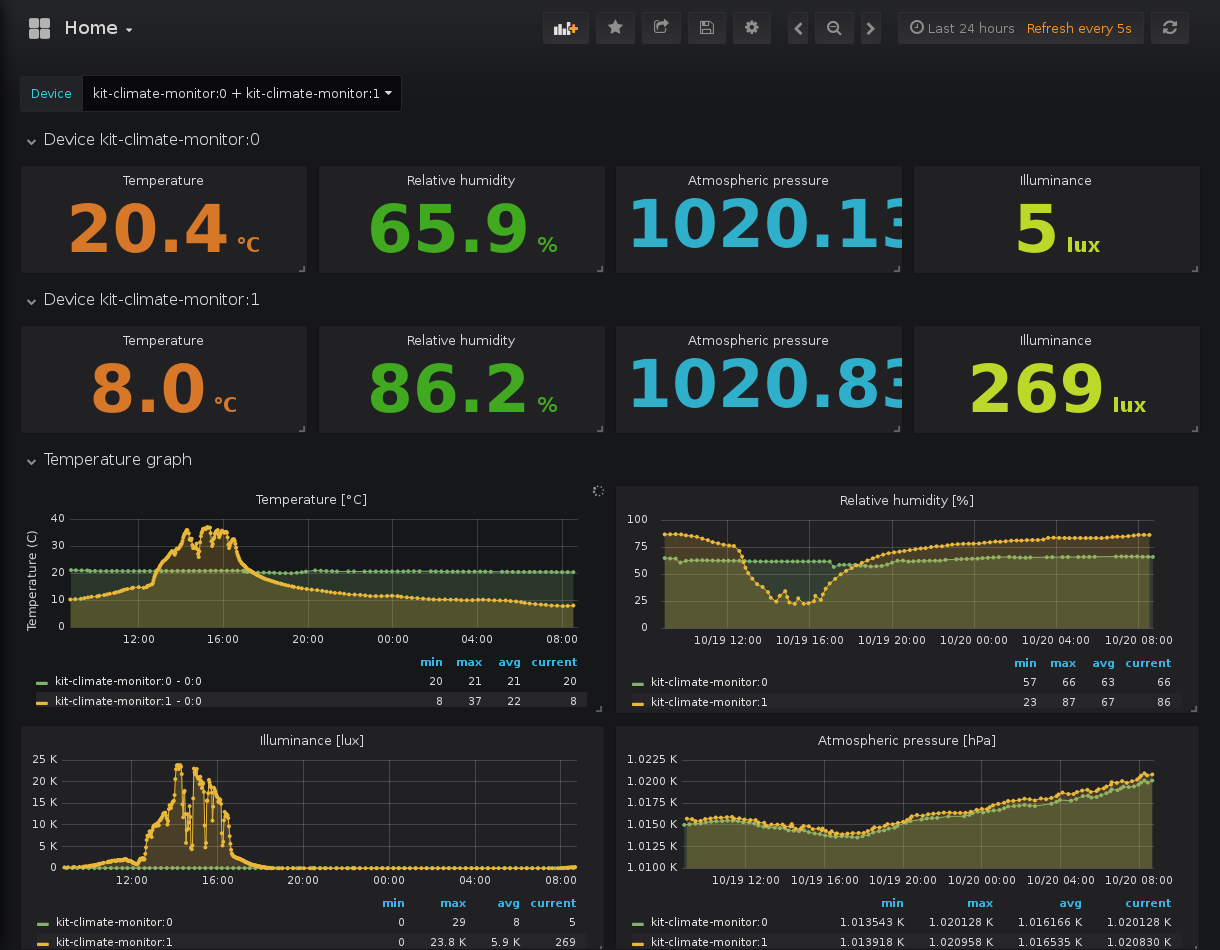 Home
Last 24 hours Refresh every 5s
Device kit-climate-monitor:0 + kit-climate-monitor:1
Device kit-climate-monitor:0
Temperature
20.4 °C
Relative humidity
65.9 %
Atmospheric pressure
1020.13
Illuminance
5 lux
Device kit-climate-monitor:1
Temperature
8.0 °C
Relative humidity
86.2 %
Atmospheric pressure
1020.83
Illuminance
269 lux
Temperature graph
Temperature [°C]
Temperature (C)
40
30
20
10
0
12:00 16:00 20:00 00:00 04:00 08:00
min max avg current
kit-climate-monitor:0 - 0:0 20 21 21 20
kit-climate-monitor:1 - 0:0 8 37 22 8
Relative humidity [%]
100
75
50
25
0
10/19 12:00 10/19 16:00 10/19 20:00 10/20 00:00 10/20 04:00 10/20 08:00
min max avg current
kit-climate-monitor:0 57 66 63 66
kit-climate-monitor:1 23 87 67 86
Illuminance [lux]
25 K
20 K
15 K
10 K
5 K
0
12:00 16:00 20:00 00:00 04:00 08:00
min max avg current
kit-climate-monitor:0 0 29 8 5
kit-climate-monitor:1 0 23.8 K 5.9 K 269
Atmospheric pressure [hPa]
1.0225 K
1.0200 K
1.0175 K
1.0150 K
1.0125 K
1.0100 K
10/19 12:00 10/19 16:00 10/19 20:00 10/20 00:00 10/20 04:00 10/20 08:00
min max avg current
kit-climate-monitor:0 1.013543 K 1.020128 K 1.016166 K 1.020128 K
kit-climate-monitor:1 1.013918 K 1.020958 K 1.016535 K 1.020830 K